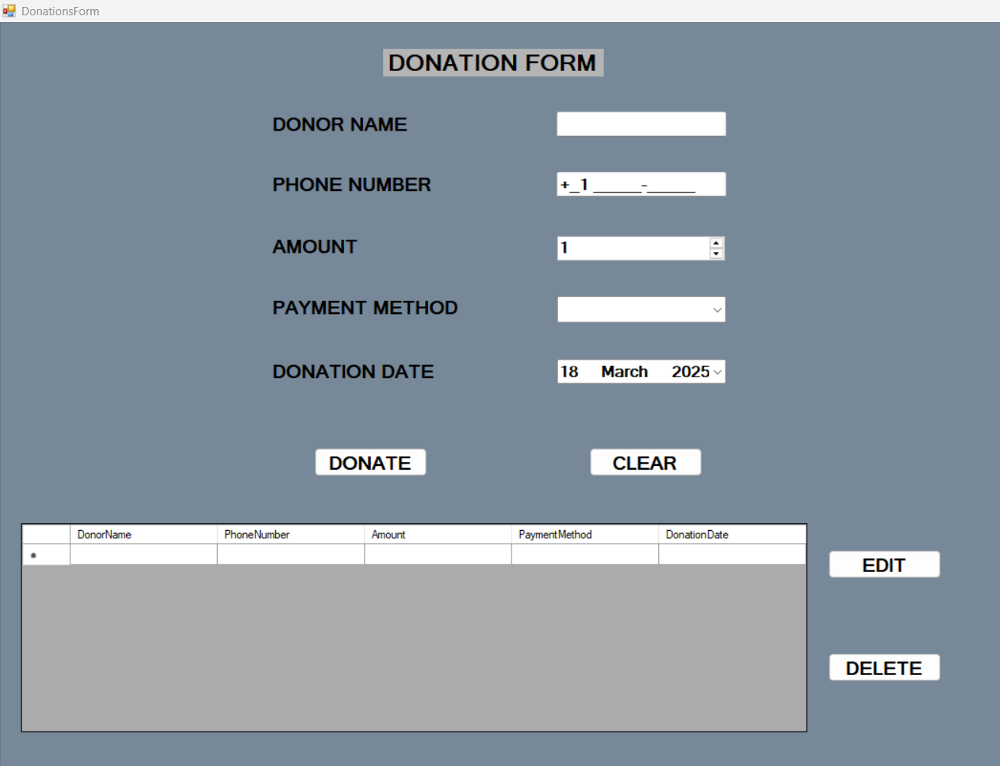 DonationsForm
DONATION FORM
DONOR NAME
PHONE NUMBER +_1 _____-_____
AMOUNT 1
PAYMENT METHOD
DONATION DATE 18 March 2025
DONATE CLEAR
DonorName PhoneNumber Amount PaymentMethod DonationDate
*
EDIT
DELETE